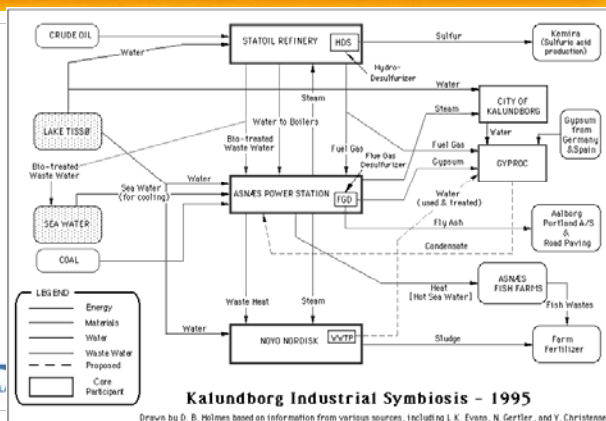 CRUDE OIL
STATOIL REFINERY
HDS
Sulfur
Kemira
(Sulfuric acid
production)
Water
Hydro-
Desulfurizer
Steam
Water
CITY OF
KALUNDBORG
LAKE TISSØ
Water to Boilers
Steam
Gypsum
from
Germany
&Spain
Bio-treated
Waste Water
Fuel Gas
Water
Fuel Gas
GYPROC
Bio-treated
Waste Water
Flue Gas
Desulfurizer
Gypsum
Sea Water
(for cooling)
Water
ASNÆS POWER STATION
FGD
Water
(used & treated)
SEA WATER
Fly Ash
Aalborg
Portland A/S
&
Road Paving
COAL
Condensate
LEGEND
Energy
Materials
Water
Waste Water
Proposed
Core
Participant
Waste Heat
Steam
Heat
[Hot Sea Water]
ASNÆS
FISH FARMS
Fish Wastes
Water
NOVO NORDISK
WWTP
Sludge
Farm
Fertilizer
Kalundborg Industrial Symbiosis - 1995
Drawn by D. B. Holmes based on information from various sources, including L.K. Evans, N. Gertler, and V. Christense